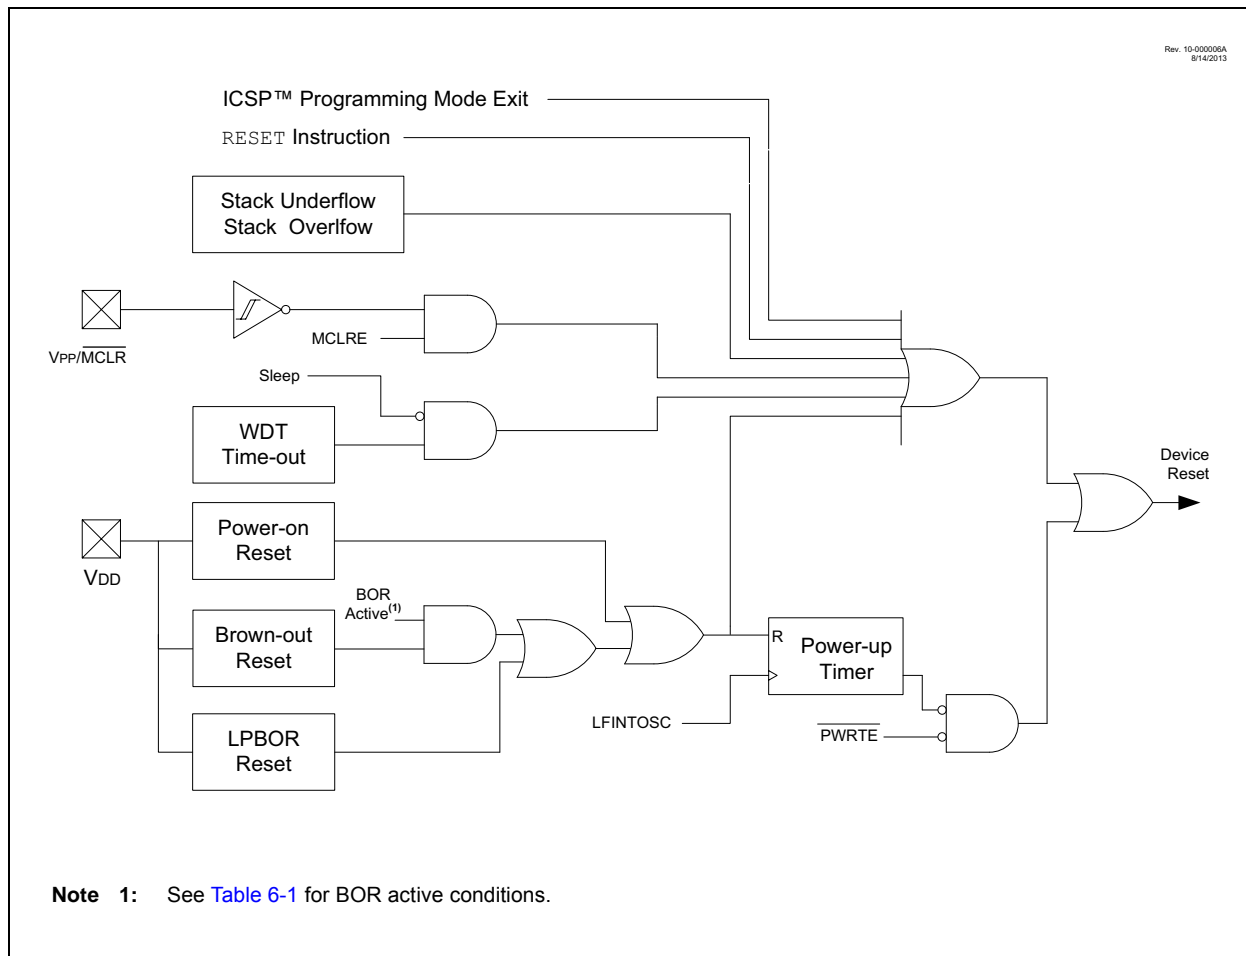 Rev. 10-000006A
8/14/2013
ICSP™ Programming Mode Exit
RESET Instruction
Stack Underflow
Stack Overlfow
VPP/MCLR
MCLRE
Sleep
WDT
Time-out
Device
Reset
Power-on
Reset
VDD
BOR
Active(1)
Brown-out
Reset
R
Power-up
Timer
LFINTOSC
PWRTE
LPBOR
Reset
Note 1: See Table 6-1 for BOR active conditions.